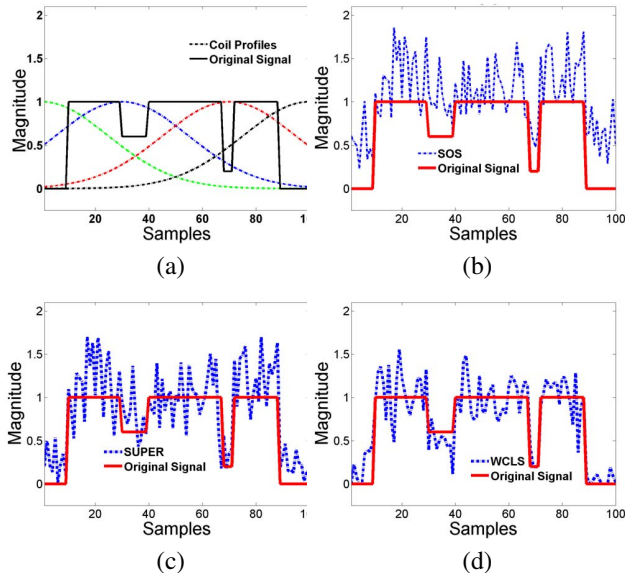 2
1.5
1
0.5
0
Magnitude
Coil Profiles
Original Signal
20 40 60 80 10
Samples
(a)
2
1.5
1
0.5
0
Magnitude
SOS
Original Signal
20 40 60 80 100
Samples
(b)
2
1.5
1
0.5
0
Magnitude
SUPER
Original Signal
20 40 60 80 10
Samples
(c)
2
1.5
1
0.5
0
Magnitude
WCLS
Original Signal
20 40 60 80 100
Samples
(d)